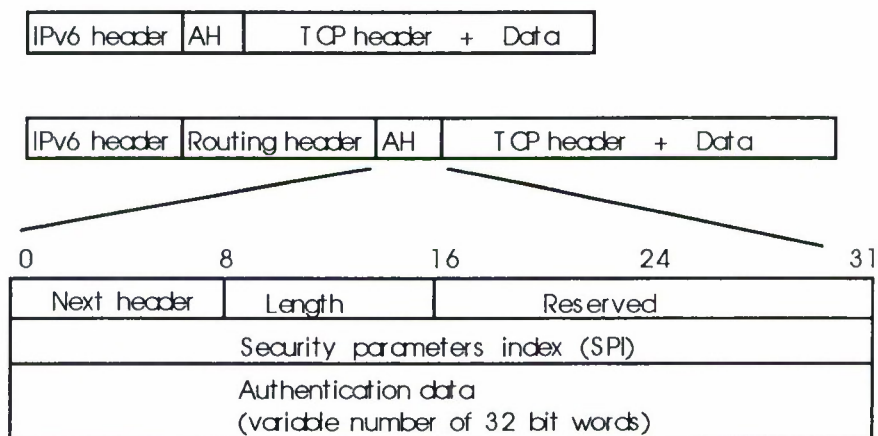 IPv6 header AH TCP header + Data
IPv6 header Routing header AH TCP header + Data
0 8 16 24 31
Next header Length Reserved
Security parameters index (SPI)
Authentication data
(variable number of 32 bit words)